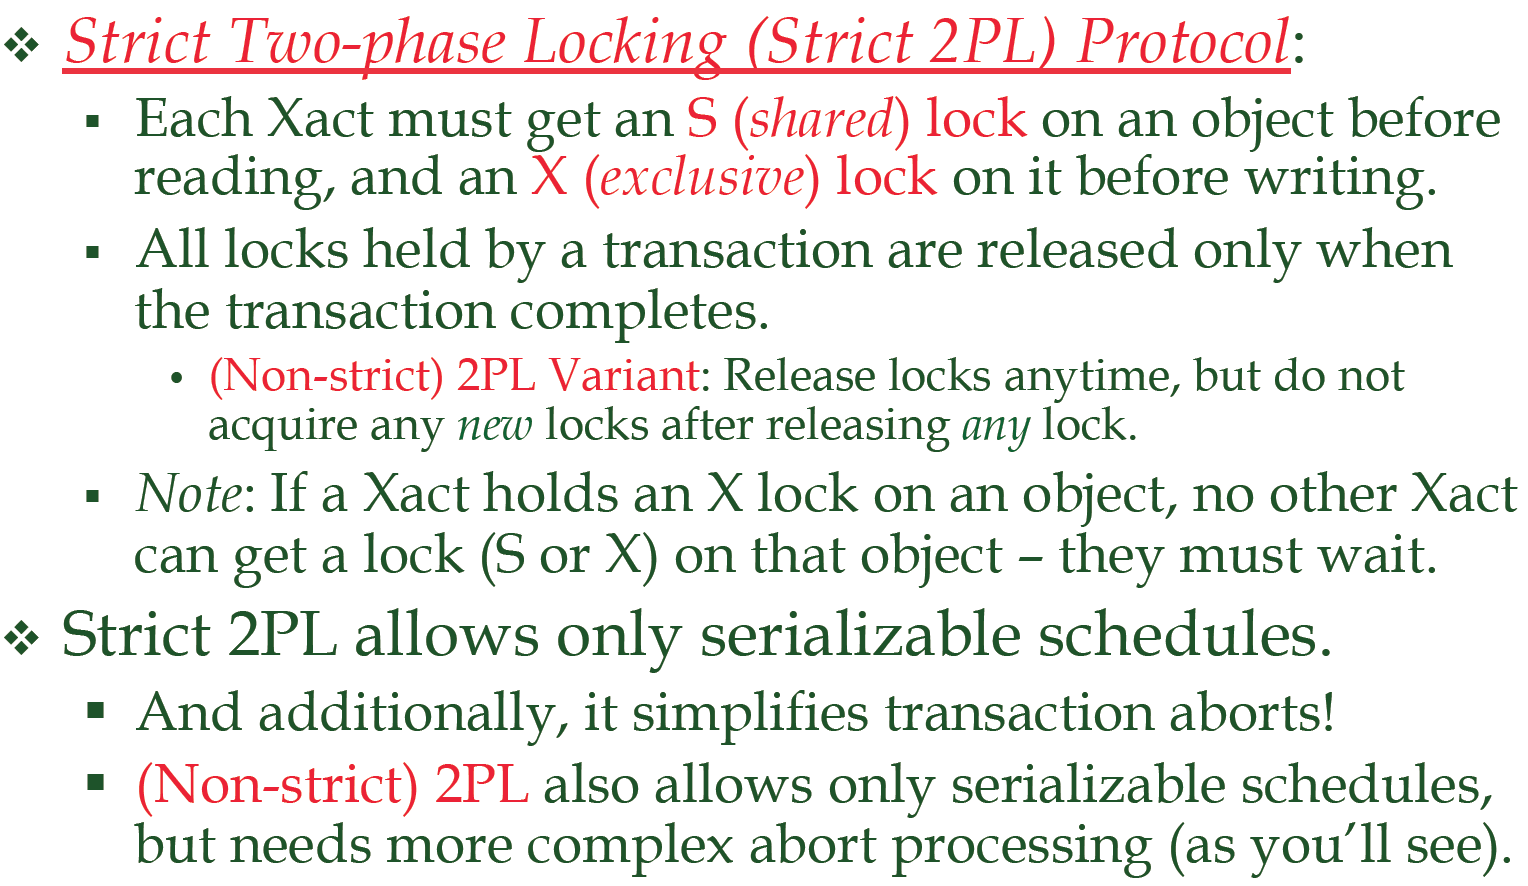 ❖ Strict Two-phase Locking (Strict 2PL) Protocol:
▪ Each Xact must get an S (shared) lock on an object before
reading, and an X (exclusive) lock on it before writing.
▪ All locks held by a transaction are released only when
the transaction completes.
• (Non-strict) 2PL Variant: Release locks anytime, but do not
acquire any new locks after releasing any lock.
▪ Note: If a Xact holds an X lock on an object, no other Xact
can get a lock (S or X) on that object – they must wait.
❖ Strict 2PL allows only serializable schedules.
▪ And additionally, it simplifies transaction aborts!
▪ (Non-strict) 2PL also allows only serializable schedules,
but needs more complex abort processing (as you’ll see).